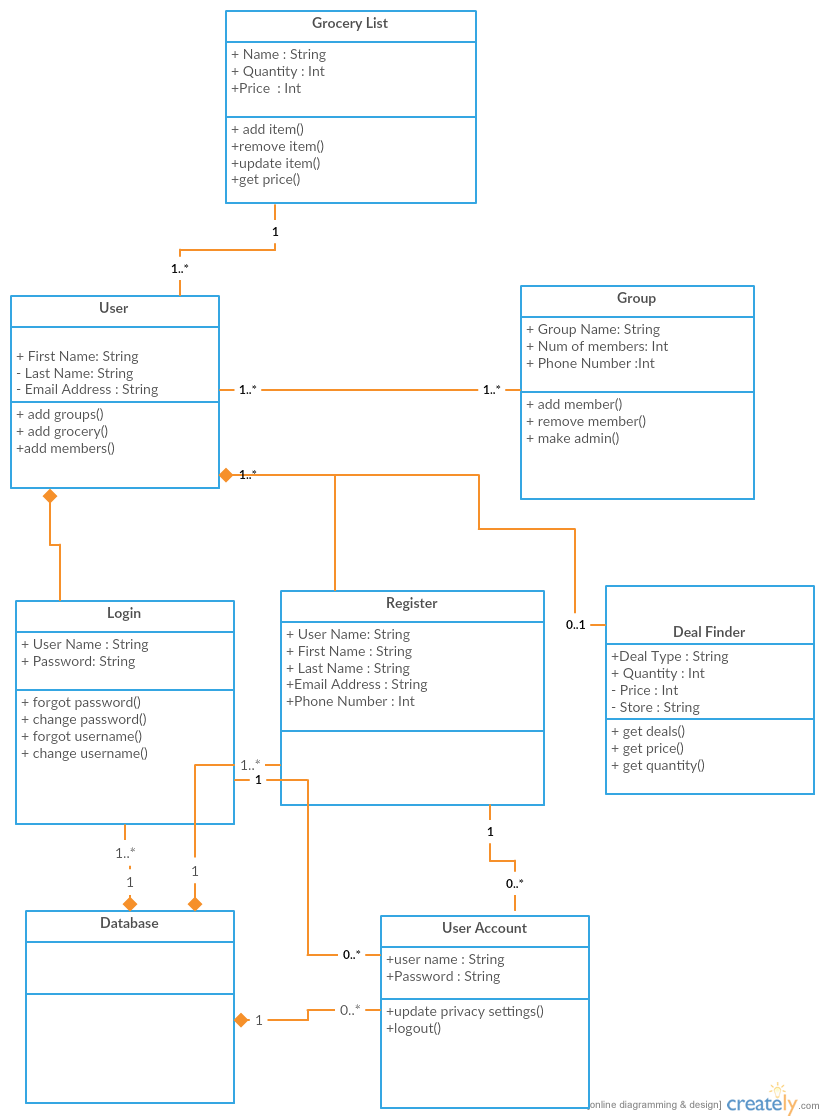 Grocery List
+ Name : String
+ Quantity : Int
+Price  : Int
+ add item()
+remove item()
+update item()
+get price()
1
1..*
User
+ First Name: String
- Last Name: String
- Email Address : String
+ add groups()
+ add grocery()
+add members()
Group
+ Group Name: String
+ Num of members: Int
+ Phone Number :Int
+ add member()
+ remove member()
+ make admin()
1..*
1..*
1..*
0..1
Login
+ User Name : String
+ Password: String
+ forgot password()
+ change password()
+ forgot username()
+ change username()
Register
+ User Name: String
+ First Name : String
+ Last Name : String
+Email Address : String
+Phone Number : Int
Deal Finder
+Deal Type : String
+ Quantity : Int
- Price : Int
- Store : String
+ get deals()
+ get price()
+ get quantity()
1..*
1
1
1..*
1
1
0..*
Database
User Account
+user name : String
+Password : String
+update privacy settings()
+logout()
0..*
1
0..*
[online diagramming & design] creately.com